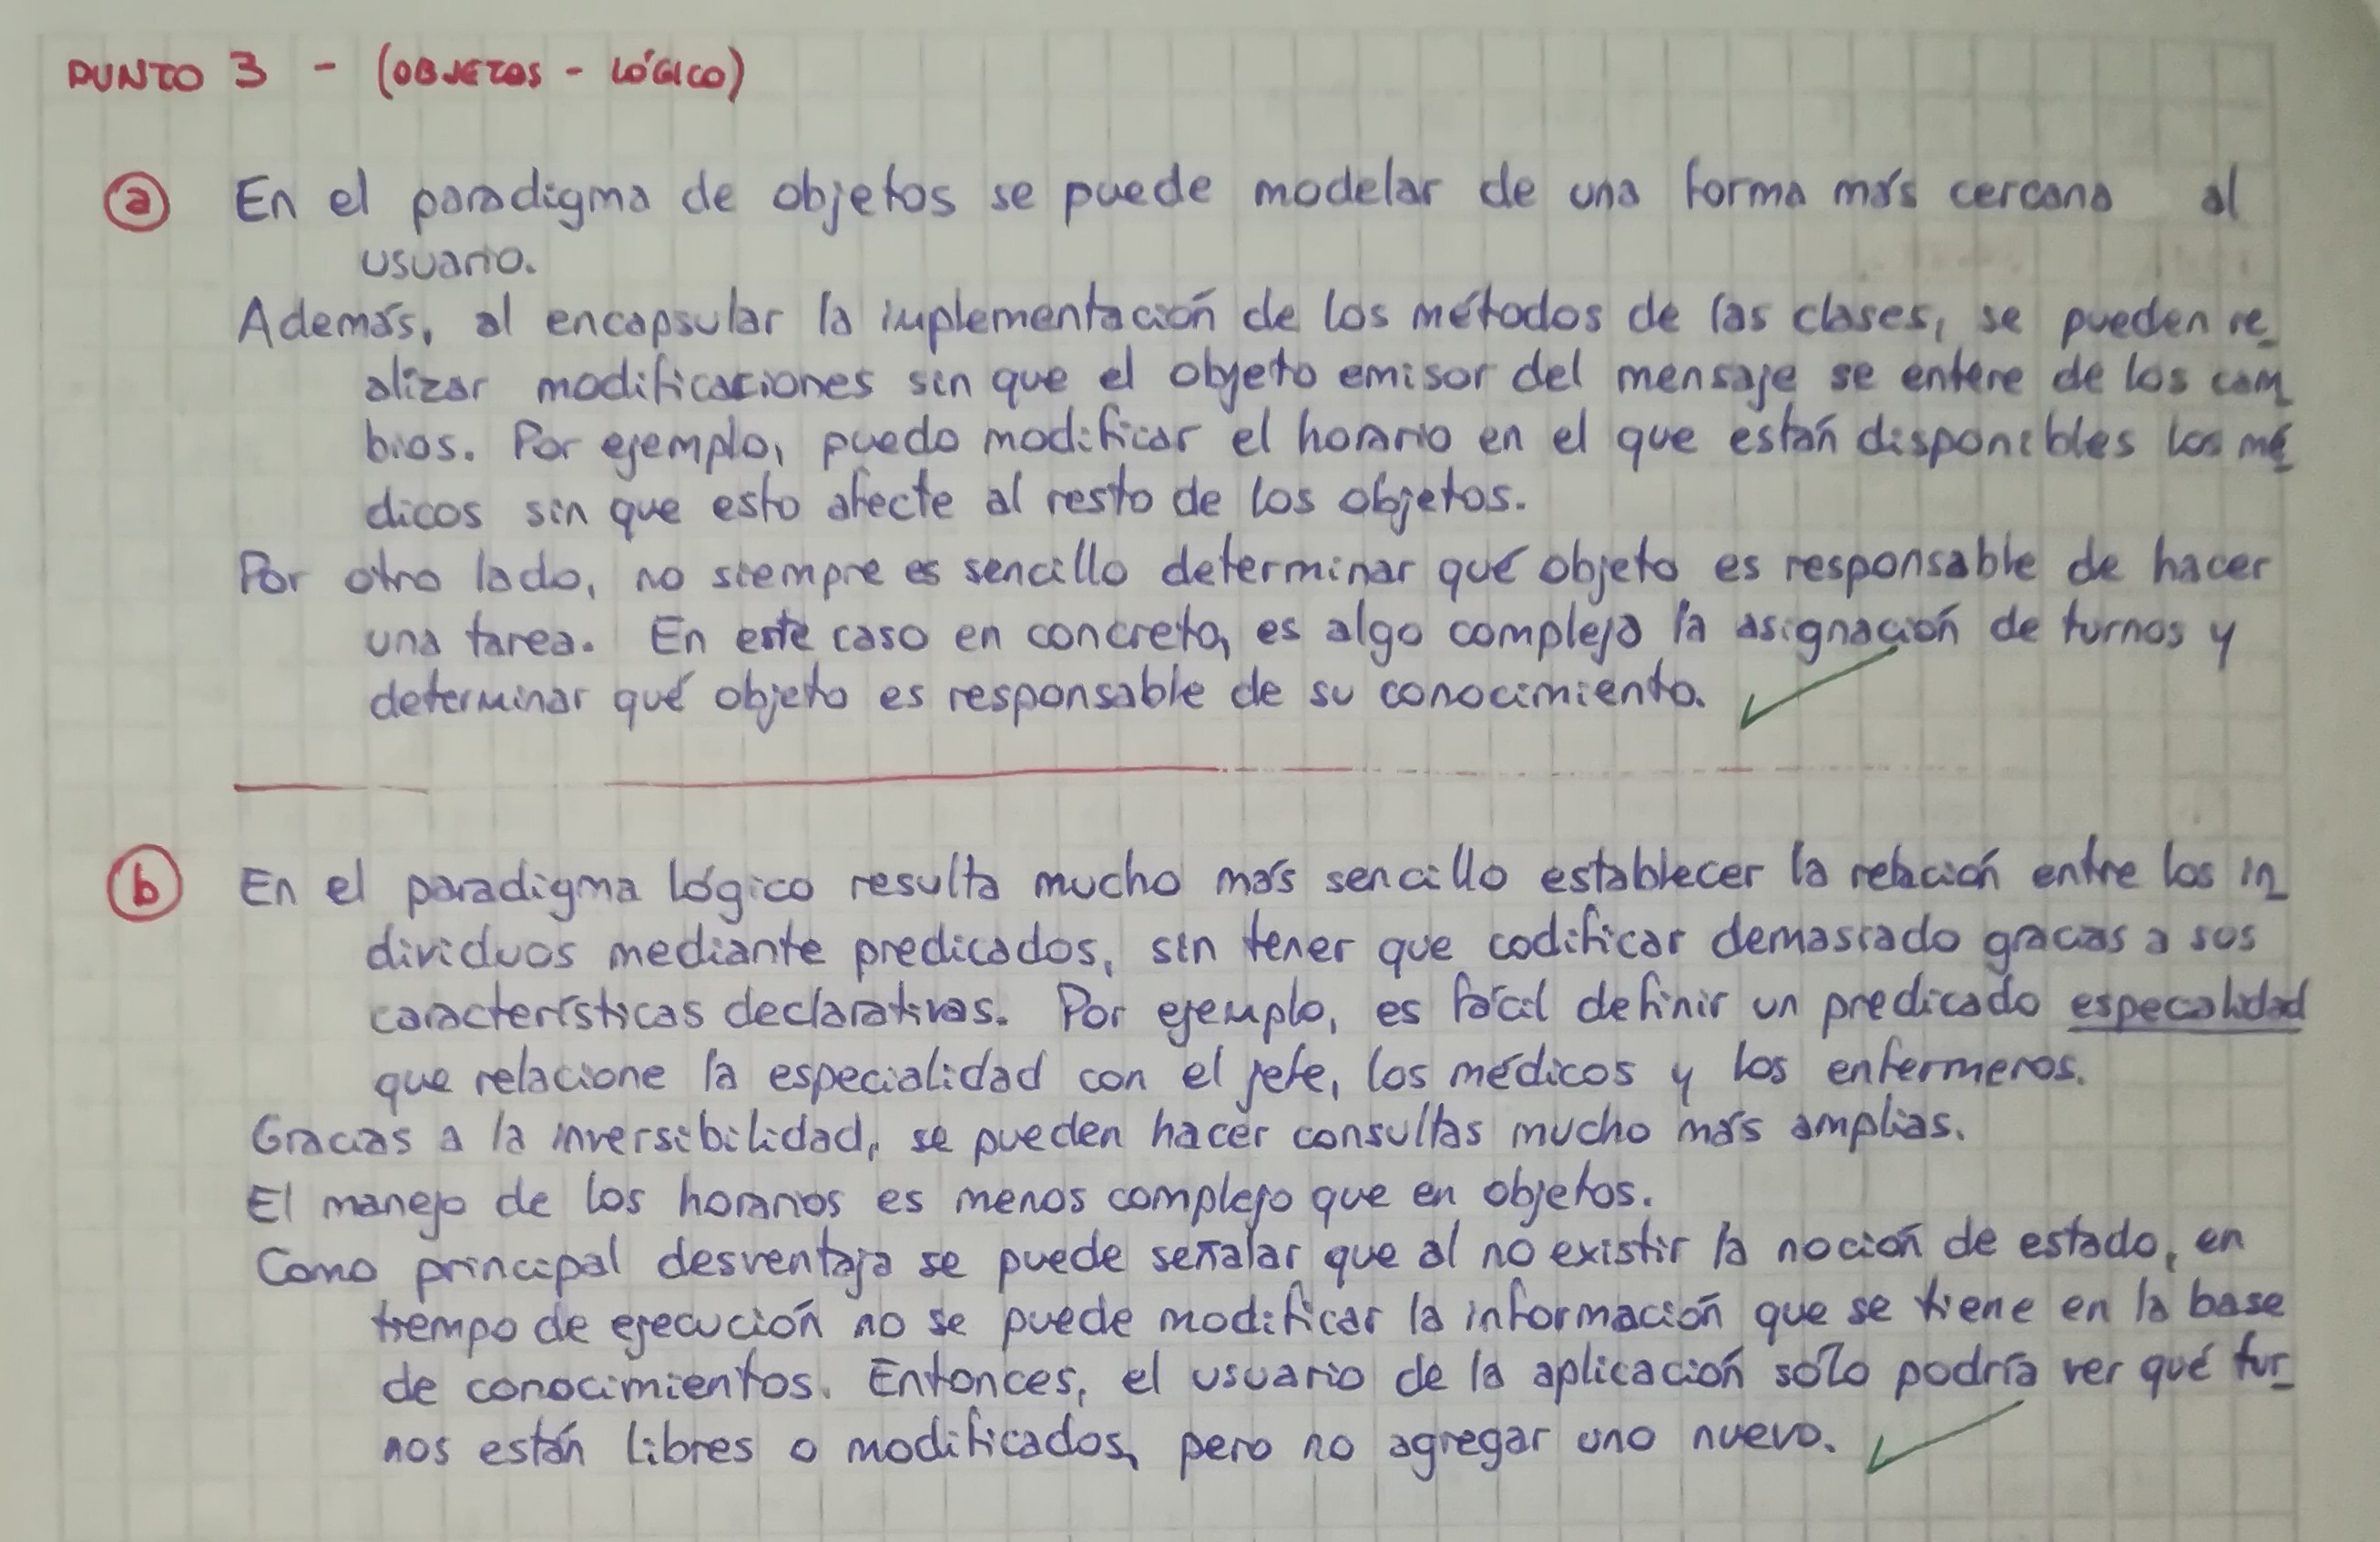 PUNTO 3 - (OBJETOS - LÓGICO)
a En el paradigma de objetos se puede modelar de una forma más cercana al
usuario.
Además, al encapsular la implementación de los métodos de las clases, se pueden re_
alizar modificaciones sin que el objeto emisor del mensaje se entere de los cam_
bios. Por ejemplo, puedo modificar el horario en el que están disponibles los mé_
dicos sin que esto afecte al resto de los objetos.
Por otro lado, no siempre es sencillo determinar qué objeto es responsable de hacer
una tarea. En este caso en concreto, es algo complejo la asignación de turnos y
determinar qué objeto es responsable de su conocimiento.
b En el paradigma lógico resulta mucho más sencillo establecer la relación entre los in_
dividuos mediante predicados, sin tener que codificar demasiado gracias a sus
características declarativas. Por ejemplo, es fácil definir un predicado especalidad
que relacione la especialidad con el jefe, los médicos y los enfermeros.
Gracias a la inversibilidad, se pueden hacer consultas mucho más amplias.
El manejo de los horarios es menos complejo que en objetos.
Como principal desventaja se puede señalar que al no existir la noción de estado, en
tiempo de ejecución no se puede modificar la información que se tiene en la base
de conocimientos. Entonces, el usuario de la aplicación sólo podría ver qué tur_
nos están libres o modificados, pero no agregar uno nuevo.